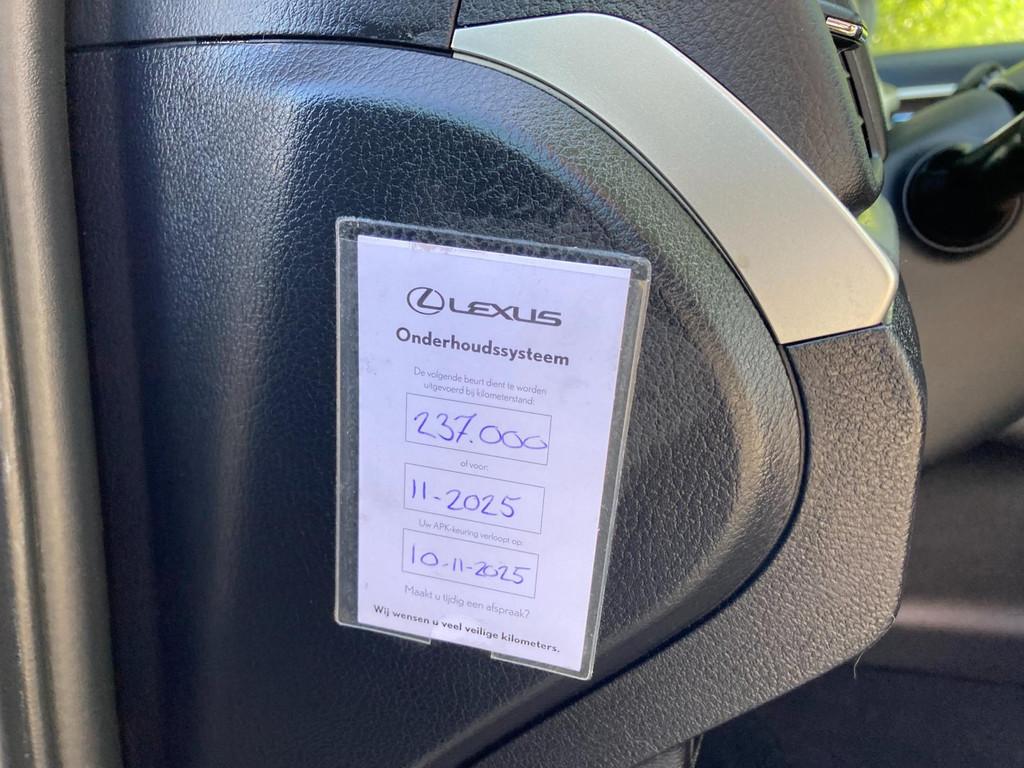 LEXUS
Onderhoudssysteem
De volgende beurt dient te worden
uitgevoerd bij kilometerstand:
237.000
of voor:
11-2025
Uw APK-keuring verloopt op:
10-11-2025
Maakt u tijdig een afspraak?
Wij wensen u veel veilige kilometers.